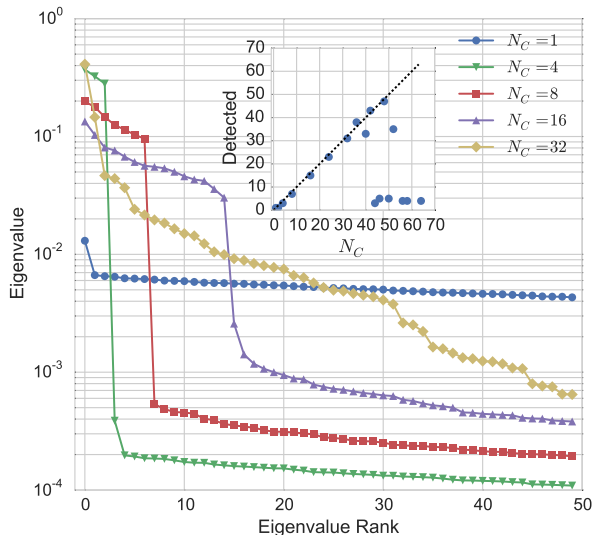 10^0
10^{-1}
10^{-2}
10^{-3}
10^{-4}
Eigenvalue
0 10 20 30 40 50
Eigenvalue Rank
70
60
50
40
30
20
10
0
Detected
0 10 20 30 40 50 60 70
N_C
N_C = 1
N_C = 4
N_C = 8
N_C = 16
N_C = 32